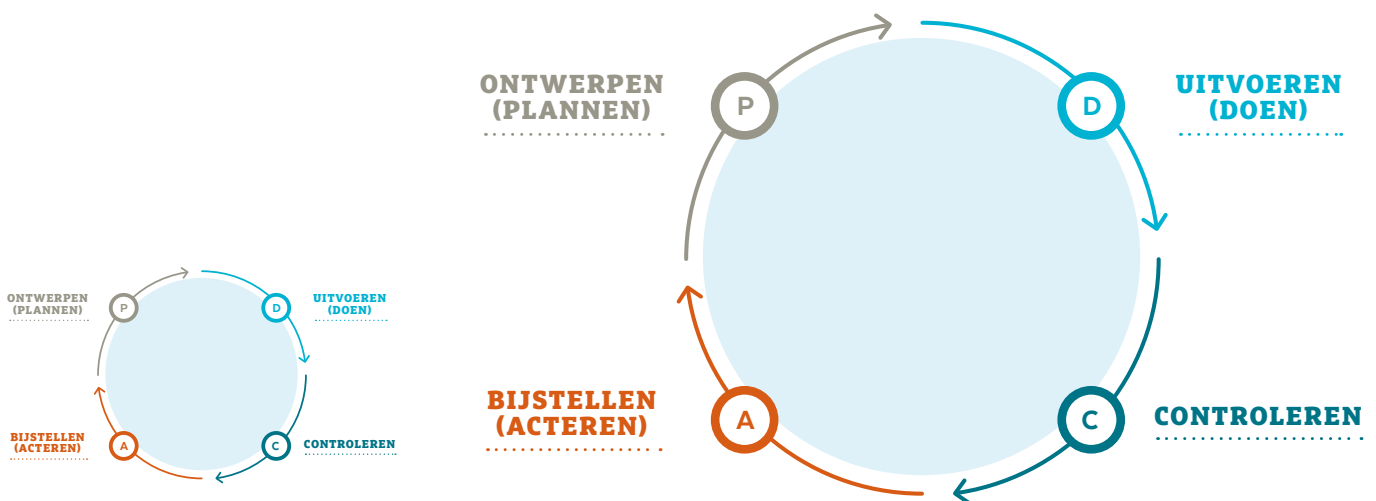 ONTWERPEN
(PLANNEN)
P
D
UITVOEREN
(DOEN)
BIJSTELLEN
(ACTEREN)
A
C
CONTROLEREN
ONTWERPEN
(PLANNEN)
P
D
UITVOEREN
(DOEN)
BIJSTELLEN
(ACTEREN)
A
C
CONTROLEREN